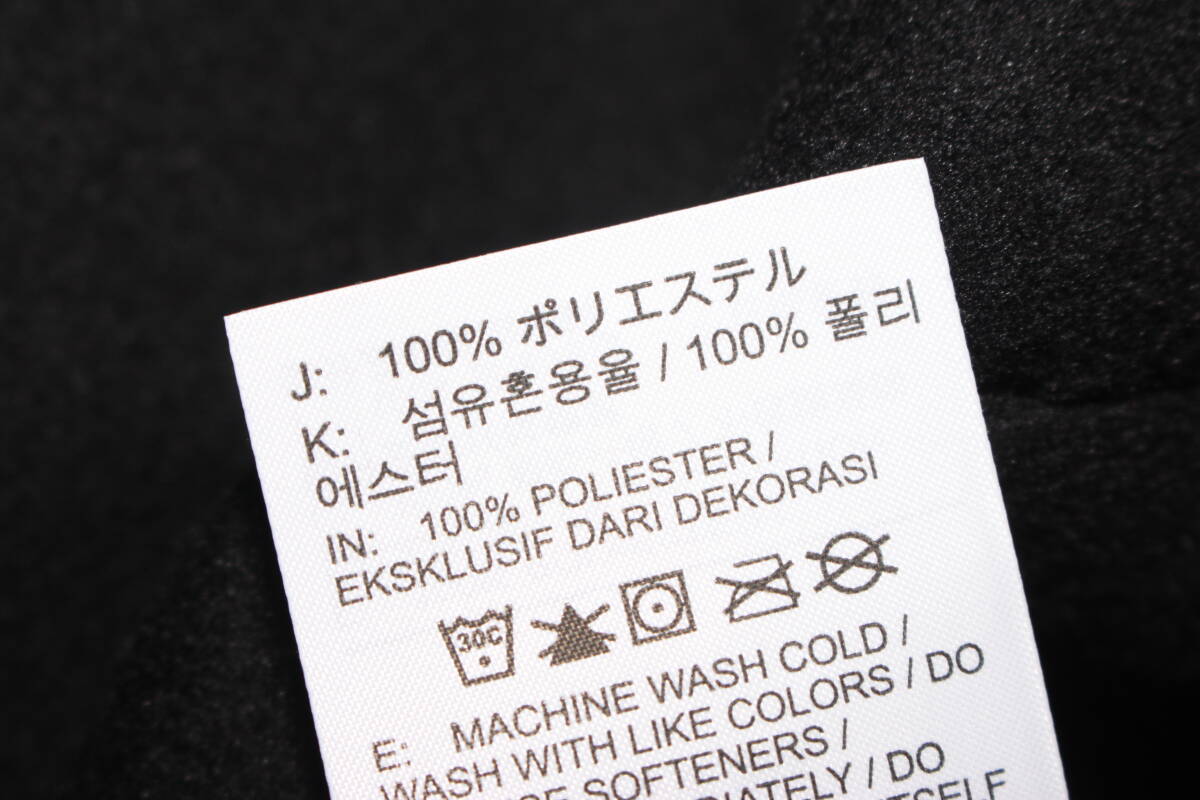 J: 100% ポリエステル
K: 섬유혼용율 / 100% 폴리
에스터
IN: 100% POLIESTER /
EKSKLUSIF DARI DEKORASI
30C
E: MACHINE WASH COLD /
WASH WITH LIKE COLORS / DO
SOFTENERS /
/ DO